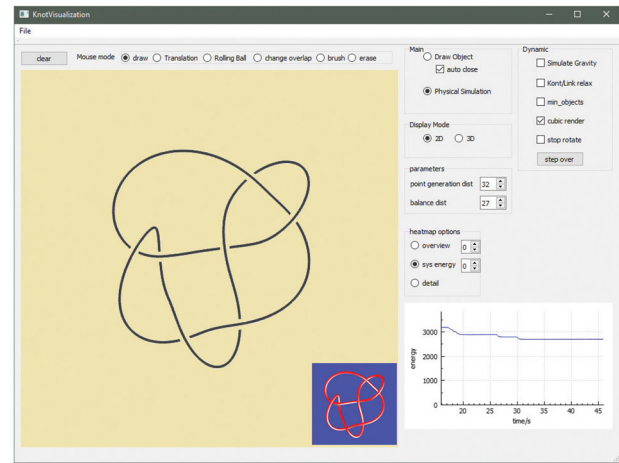 KnotVisualization
File
clear Mouse mode draw Translation Rolling Ball change overlap brush erase
Main
Draw Object
auto close
Physical Simulation
Display Mode
2D 3D
parameters
point generation dist 32
balance dist 27
heatmap options
overview 0
sys energy 0
detail
Dynamic
Simulate Gravity
Kont/Link relax
min_objects
cubic render
stop rotate
step over
energy
3000
2000
1000
0
20 25 30 35 40 45
time/s